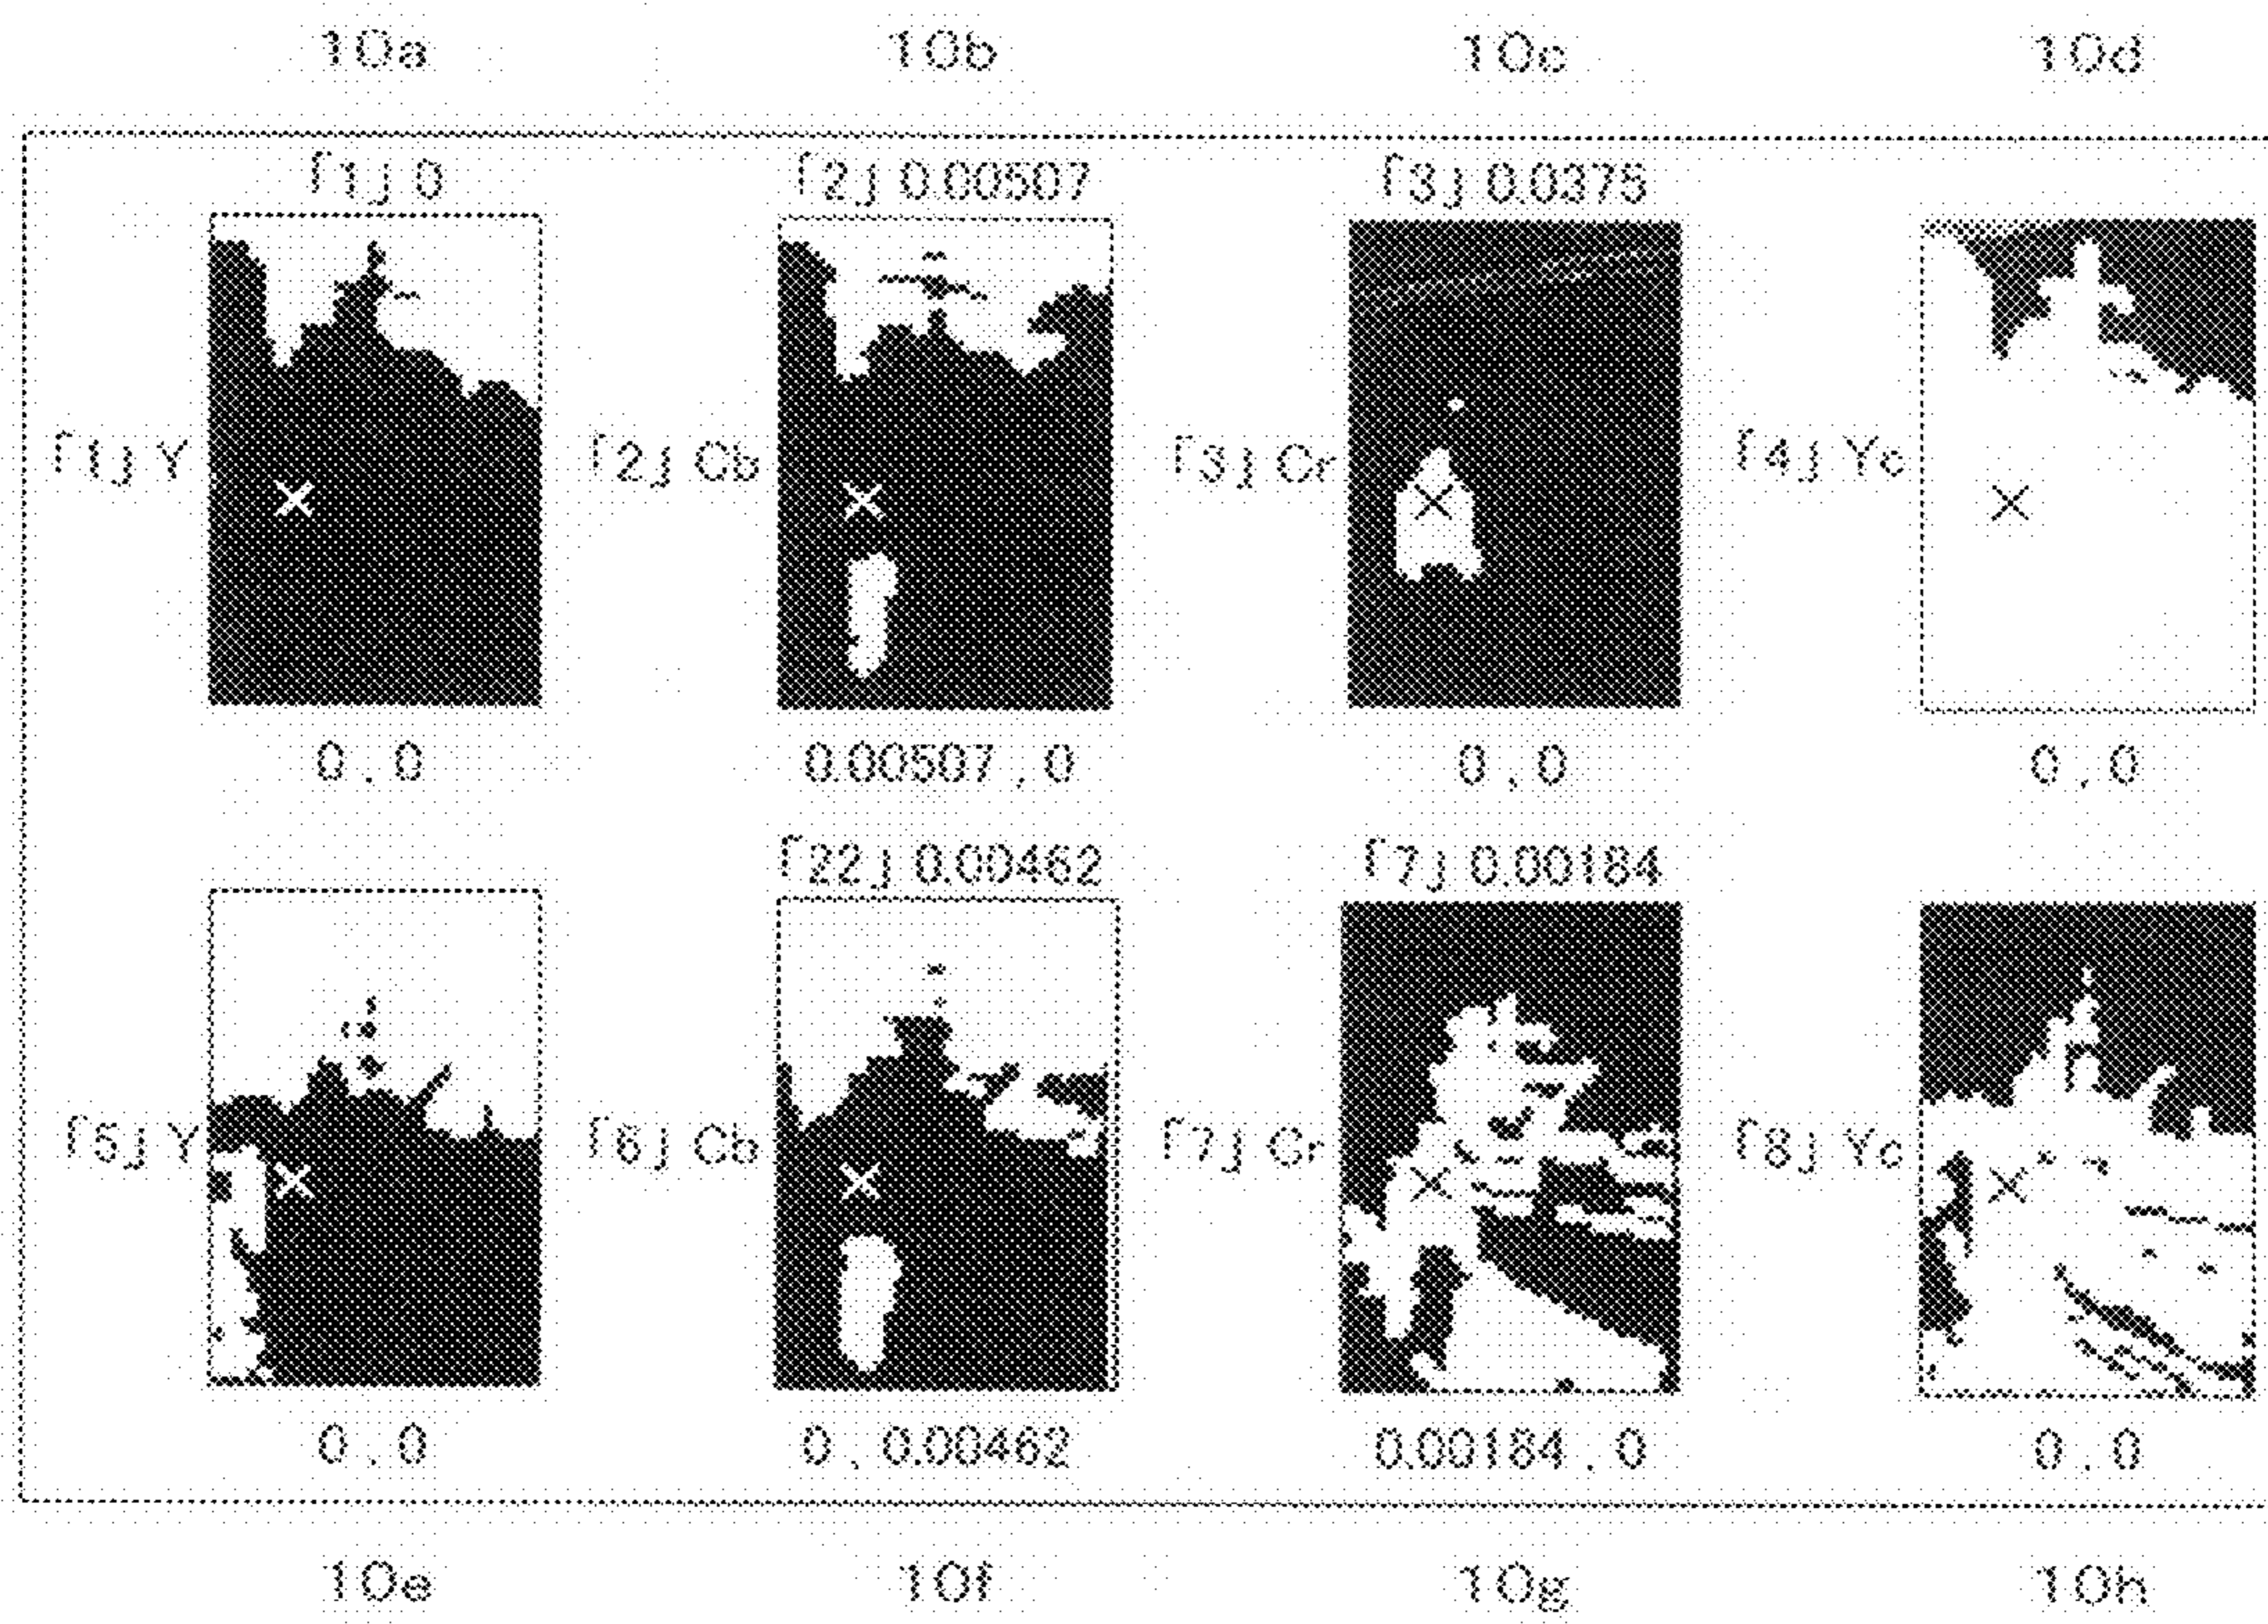 10a 10b 10c 10d
「1」 0 「2」 0.00507 「3」 0.0375
「1」 Y 「2」 Cb 「3」 Cr 「4」 Yc
0 , 0 0.00507 , 0 0 , 0 0 , 0
「22」 0.00462 「7」 0.00184
「5」 Y 「6」 Cb 「7」 Cr 「8」 Yc
0 , 0 0 , 0.00462 0.00184 , 0 0 , 0
10e 10f 10g 10h